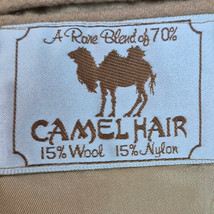 A Rare Blend of 70%
CAMEL HAIR
15% Wool 15% Nylon